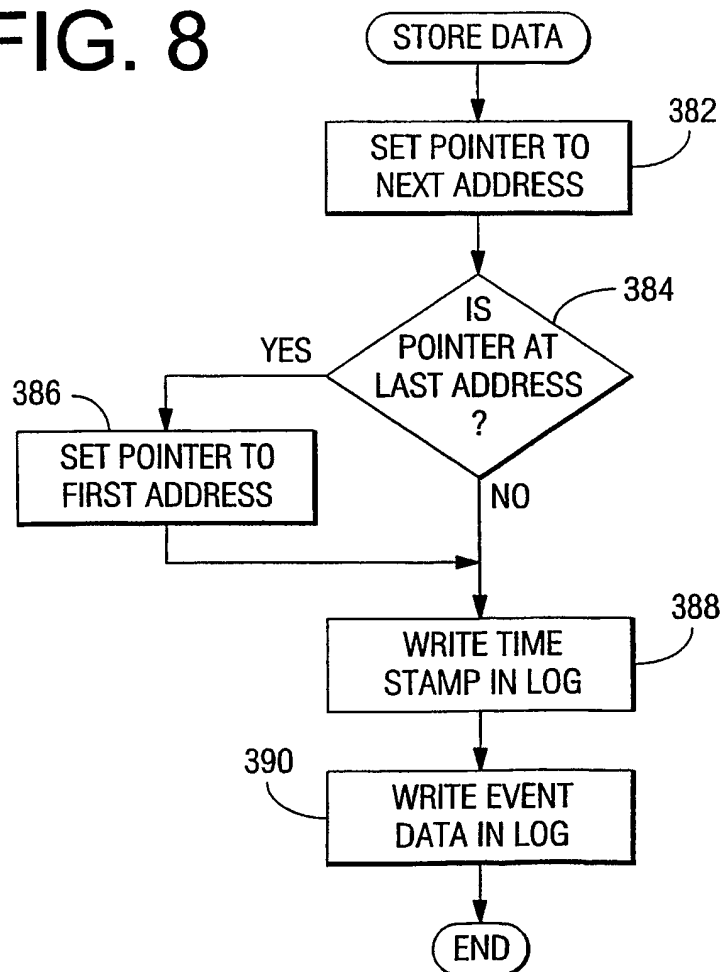 FIG. 8
STORE DATA
382
SET POINTER TO
NEXT ADDRESS
384
IS
POINTER AT
LAST ADDRESS
?
YES
386
SET POINTER TO
FIRST ADDRESS
NO
388
WRITE TIME
STAMP IN LOG
390
WRITE EVENT
DATA IN LOG
END